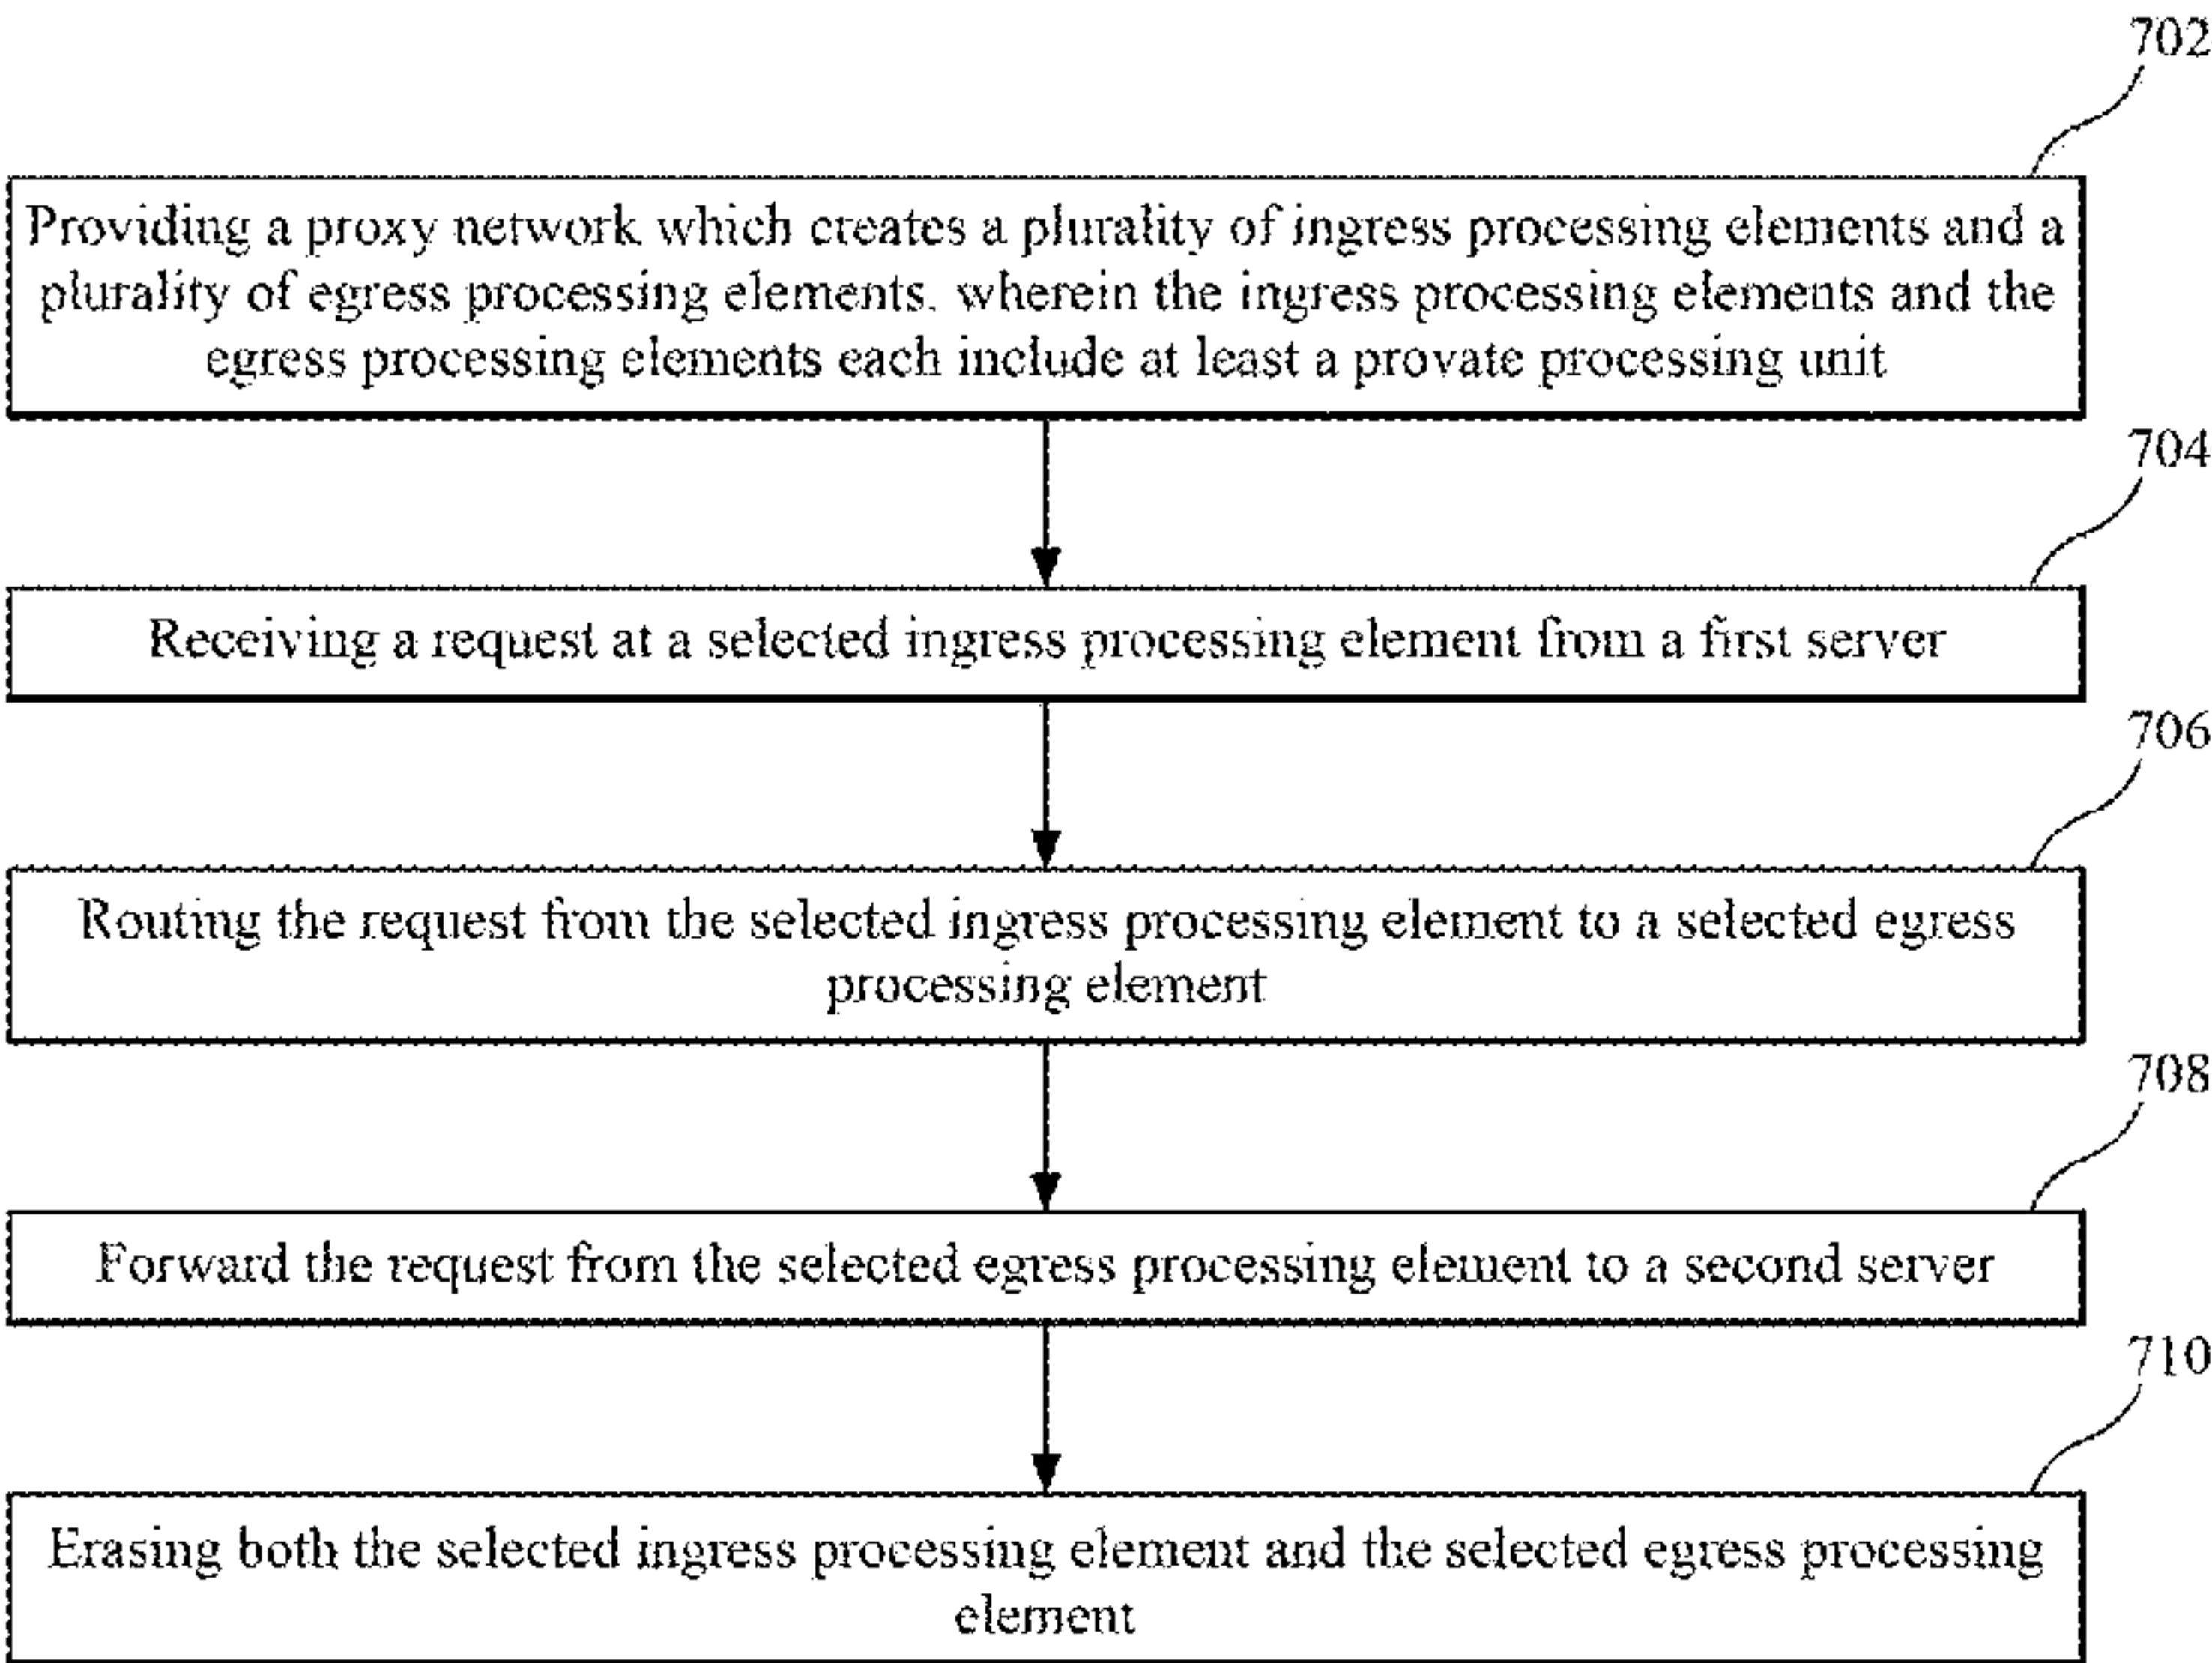 702
Providing a proxy network which creates a plurality of ingress processing elements and a
plurality of egress processing elements. wherein the ingress processing elements and the
egress processing elements each include at least a provate processing unit
704
Receiving a request at a selected ingress processing element from a first server
706
Routing the request from the selected ingress processing element to a selected egress
processing element
708
Forward the request from the selected egress processing element to a second server
710
Erasing both the selected ingress processing element and the selected egress processing
element